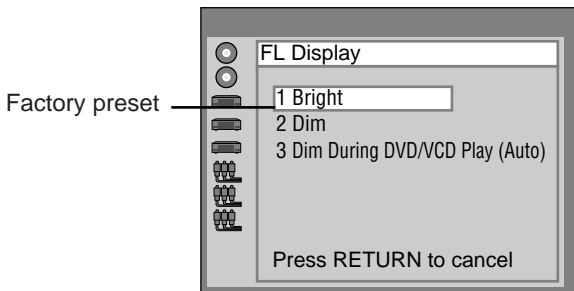 FL Display
Factory preset
1 Bright
2 Dim
3 Dim During DVD/VCD Play (Auto)
Press RETURN to cancel